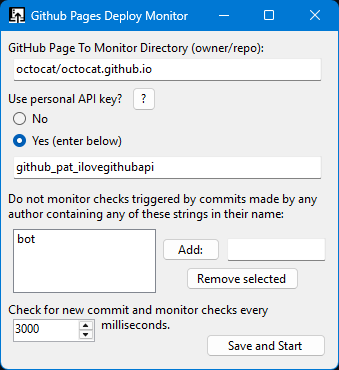 Github Pages Deploy Monitor
GitHub Page To Monitor Directory (owner/repo):
octocat/octocat.github.io
Use personal API key? ?
No
Yes (enter below)
github_pat_ilovegithubapi
Do not monitor checks triggered by commits made by any
author containing any of these strings in their name:
bot
Add:
Remove selected
Check for new commit and monitor checks every
3000 milliseconds.
Save and Start